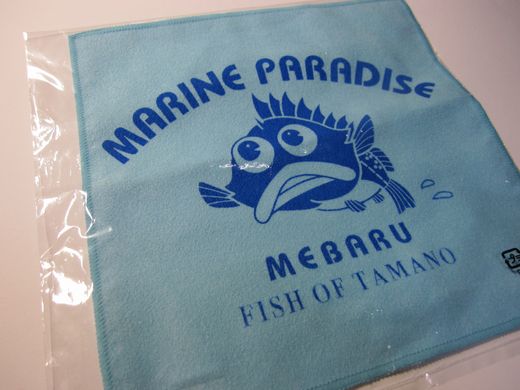 MARINE PARADISE
MEBARU
FISH OF TAMANO